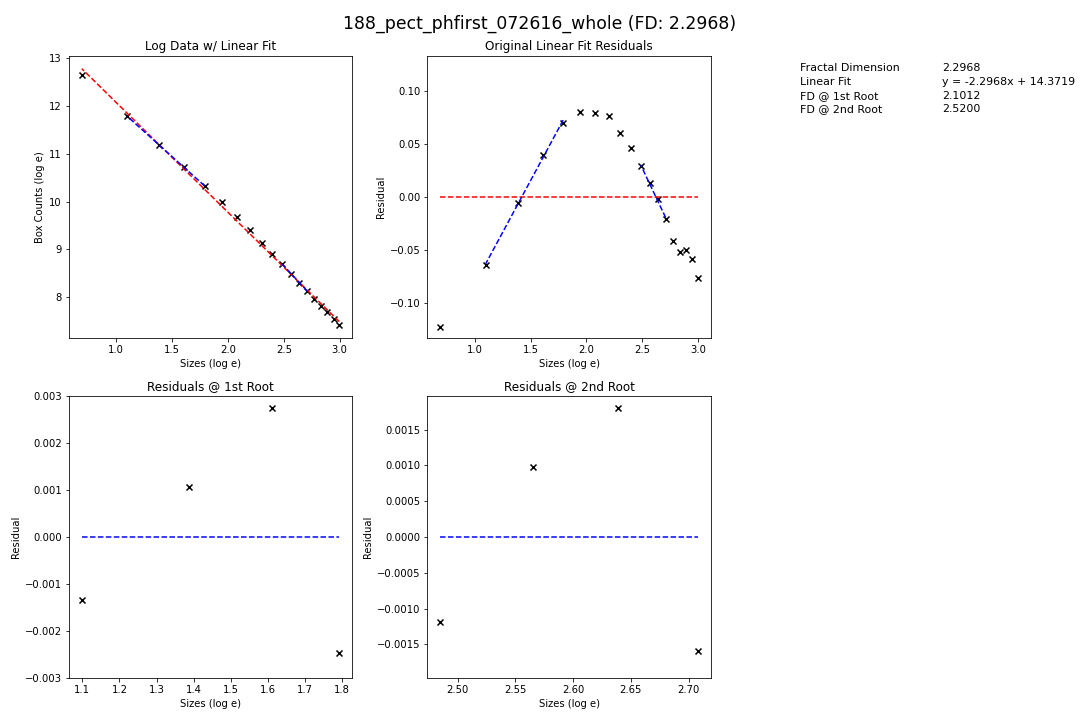 188_pect_phfirst_072616_whole (FD: 2.2968)
Log Data w/ Linear Fit
13
12
11
10
9
8
Box Counts (log e)
1.0 1.5 2.0 2.5 3.0
Sizes (log e)
Original Linear Fit Residuals
0.10
0.05
0.00
−0.05
−0.10
Residual
1.0 1.5 2.0 2.5 3.0
Sizes (log e)
Fractal Dimension 2.2968
Linear Fit y = -2.2968x + 14.3719
FD @ 1st Root 2.1012
FD @ 2nd Root 2.5200
Residuals @ 1st Root
0.003
0.002
0.001
0.000
−0.001
−0.002
−0.003
Residual
1.1 1.2 1.3 1.4 1.5 1.6 1.7 1.8
Sizes (log e)
Residuals @ 2nd Root
0.0015
0.0010
0.0005
0.0000
−0.0005
−0.0010
−0.0015
Residual
2.50 2.55 2.60 2.65 2.70
Sizes (log e)